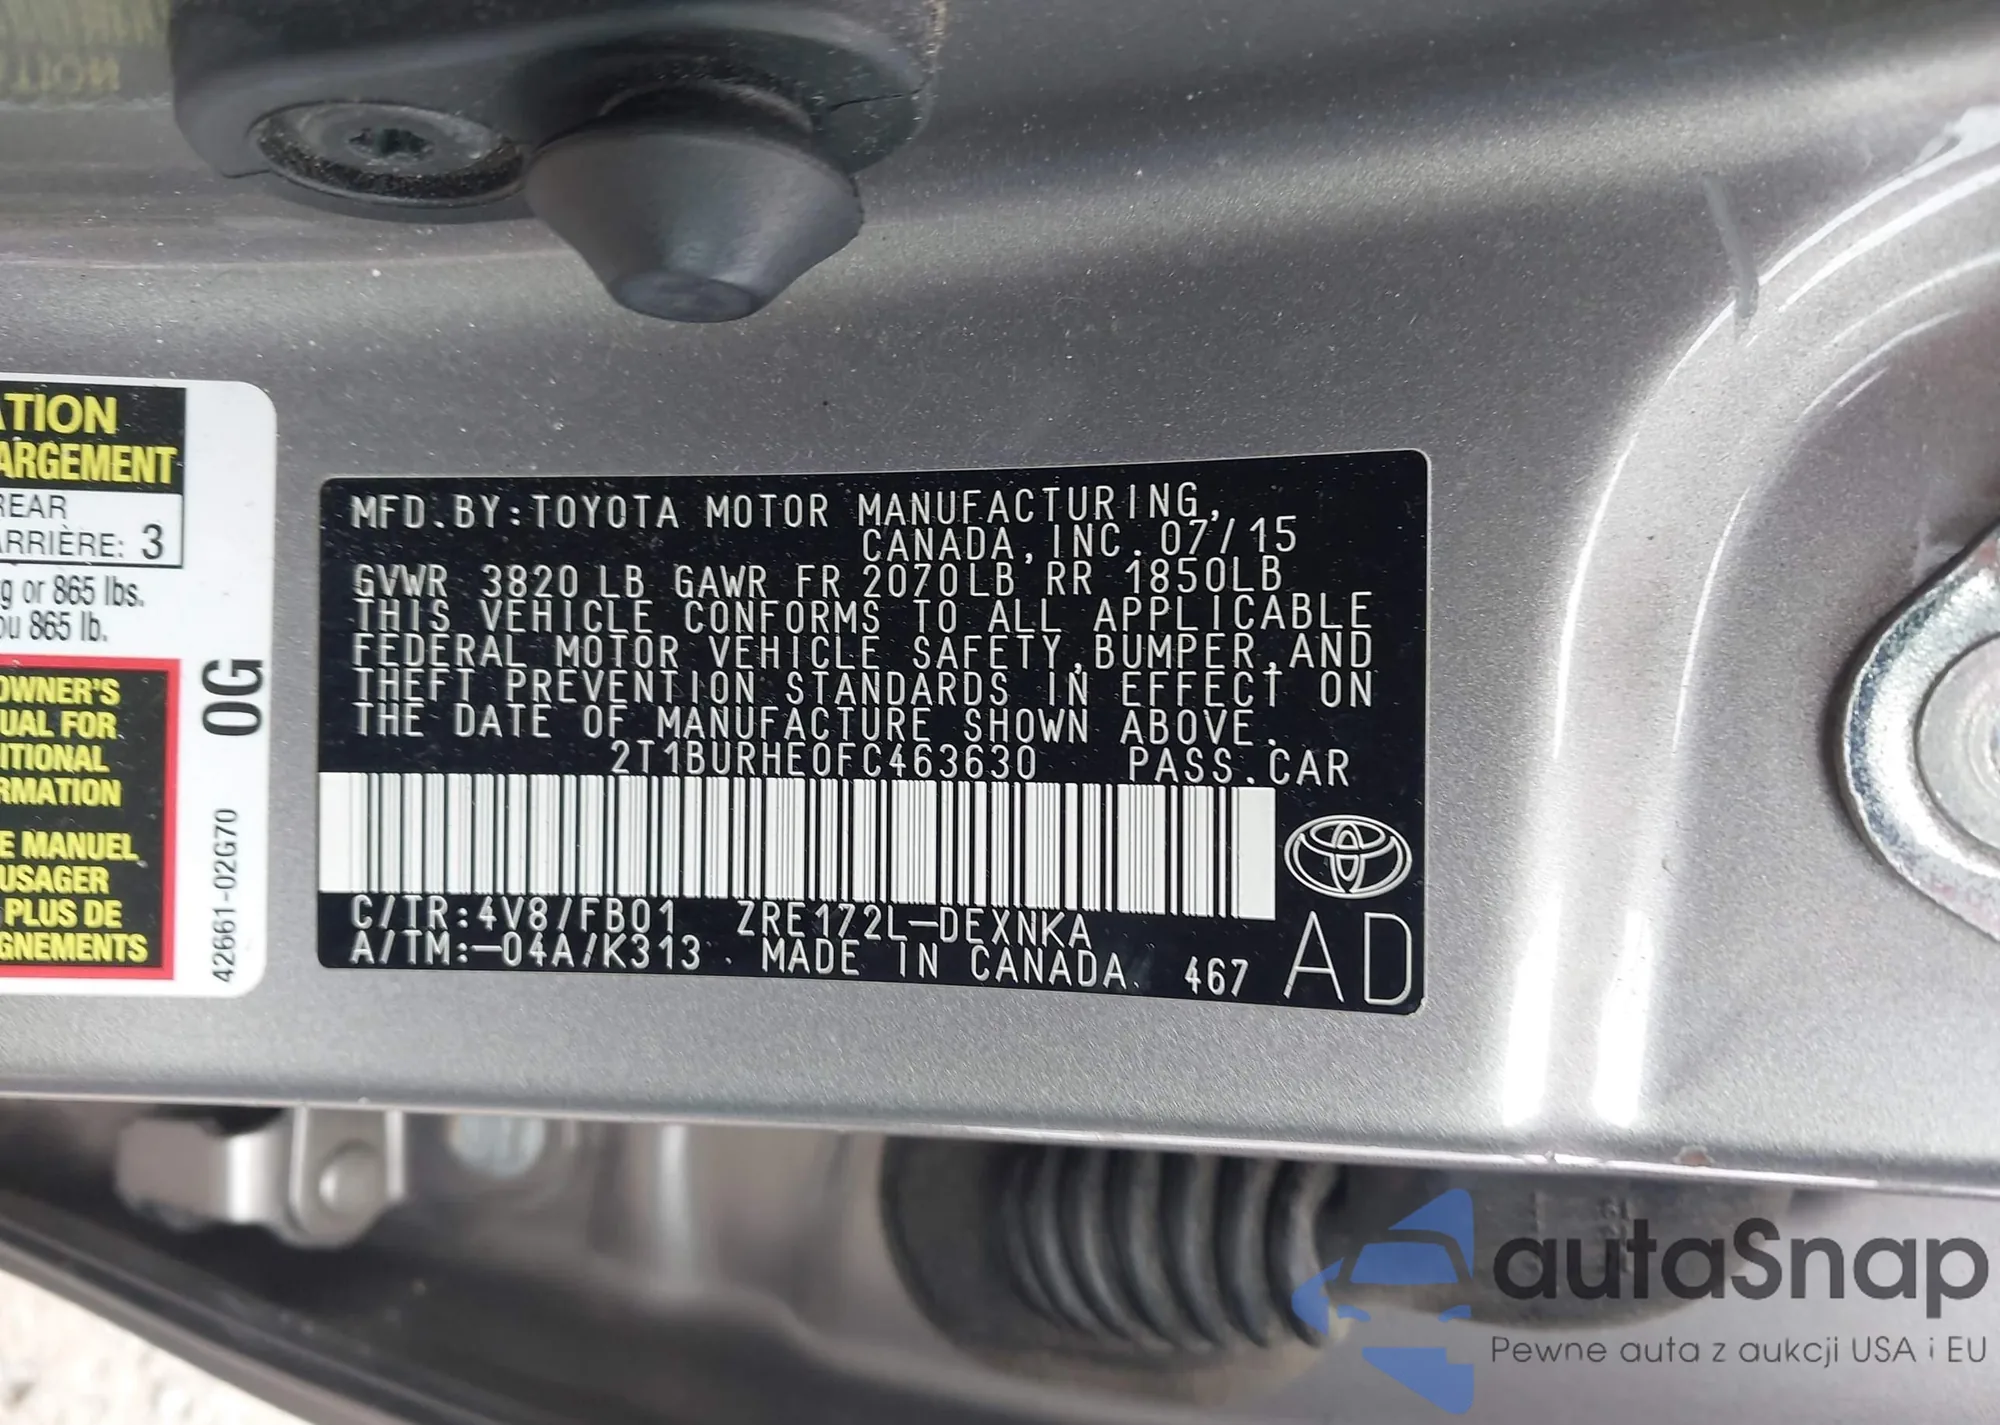 ATION
ARGEMENT
REAR
ARRIÈRE: 3
g or 865 lbs.
ou 865 lb.
OWNER'S
UAL FOR
ITIONAL
RMATION
E MANUEL
USAGER
PLUS DE
GNEMENTS
0G
42661-02G70
MFD.BY:TOYOTA MOTOR MANUFACTURING,
CANADA,INC.07/15
GVWR 3820LB GAWR FR 2070LB RR 1850LB
THIS VEHICLE CONFORMS TO ALL APPLICABLE
FEDERAL MOTOR VEHICLE SAFETY,BUMPER,AND
THEFT PREVENTION STANDARDS IN EFFECT ON
THE DATE OF MANUFACTURE SHOWN ABOVE.
2T1BURHE0FC463630 PASS.CAR
C/TR:4V8/FB01 ZRE172L-DEXNKA
A/TM:-04A/K313 MADE IN CANADA. 467
AD
autaSnap
Pewne auta z aukcji USA i EU